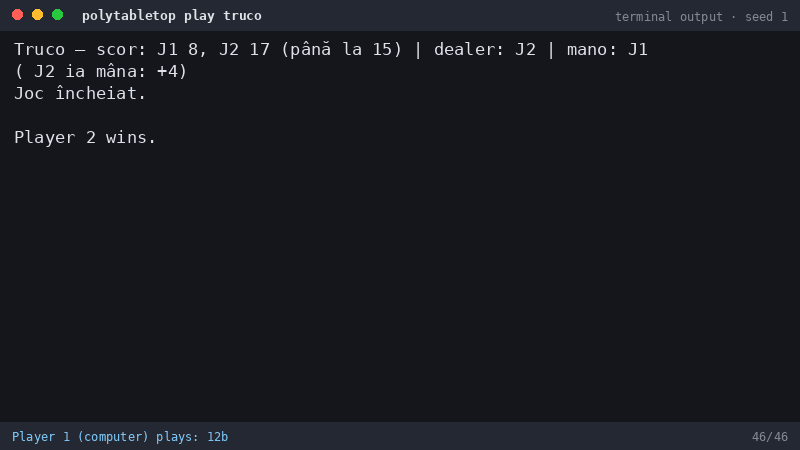 polytabletop play truco
terminal output · seed 1
Truco — scor: J1 8, J2 17 (până la 15) | dealer: J2 | mano: J1
( J2 ia mâna: +4)
Joc încheiat.
Player 2 wins.
Player 1 (computer) plays: 12b
46/46